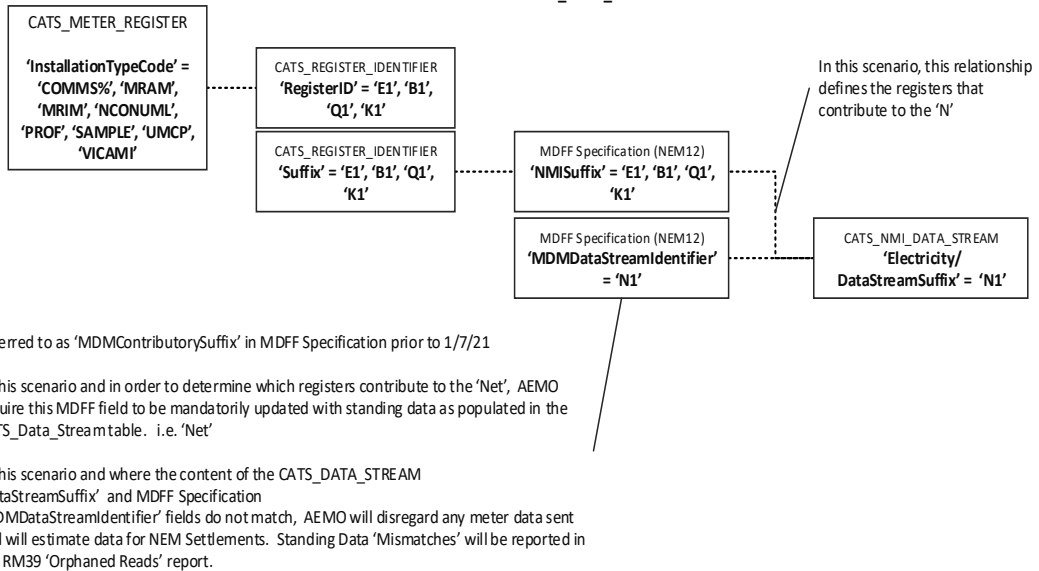 CATS_METER_REGISTER
‘InstallationTypeCode’ =
‘COMMS%’, ‘MRAM’,
‘MRIM’, ‘NCONUML’,
‘PROF’, ‘SAMPLE’, ‘UMCP’,
‘VICAMI’
CATS_REGISTER_IDENTIFIER
‘RegisterID’ = ‘E1’, ‘B1’,
‘Q1’, ‘K1’
CATS_REGISTER_IDENTIFIER
‘Suffix’ = ‘E1’, ‘B1’, ‘Q1’,
‘K1’
MDFF Specification (NEM12)
‘NMISuffix’ = ‘E1’, ‘B1’, ‘Q1’,
‘K1’
MDFF Specification (NEM12)
‘MDMDataStreamIdentifier’
= ‘N1’
In this scenario, this relationship
defines the registers that
contribute to the ‘N’
CATS_NMI_DATA_STREAM
‘Electricity/
DataStreamSuffix’ = ‘N1’
erred to as ‘MDMContributorySuffix’ in MDFF Specification prior to 1/7/21
his scenario and in order to determine which registers contribute to the ‘Net’, AEMO
uire this MDFF field to be mandatorily updated with standing data as populated in the
TS_Data_Stream table. i.e. ‘Net’
his scenario and where the content of the CATS_DATA_STREAM
taStreamSuffix’ and MDFF Specification
DMDataStreamIdentifier’ fields do not match, AEMO will disregard any meter data sent
d will estimate data for NEM Settlements. Standing Data ‘Mismatches’ will be reported in
RM39 ‘Orphaned Reads’ report.